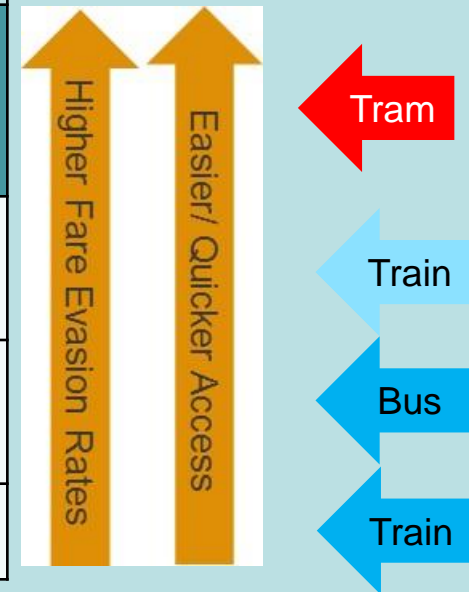 Higher Fare Evasion Rates
Easier/ Quicker Access
Tram
Train
Bus
Train